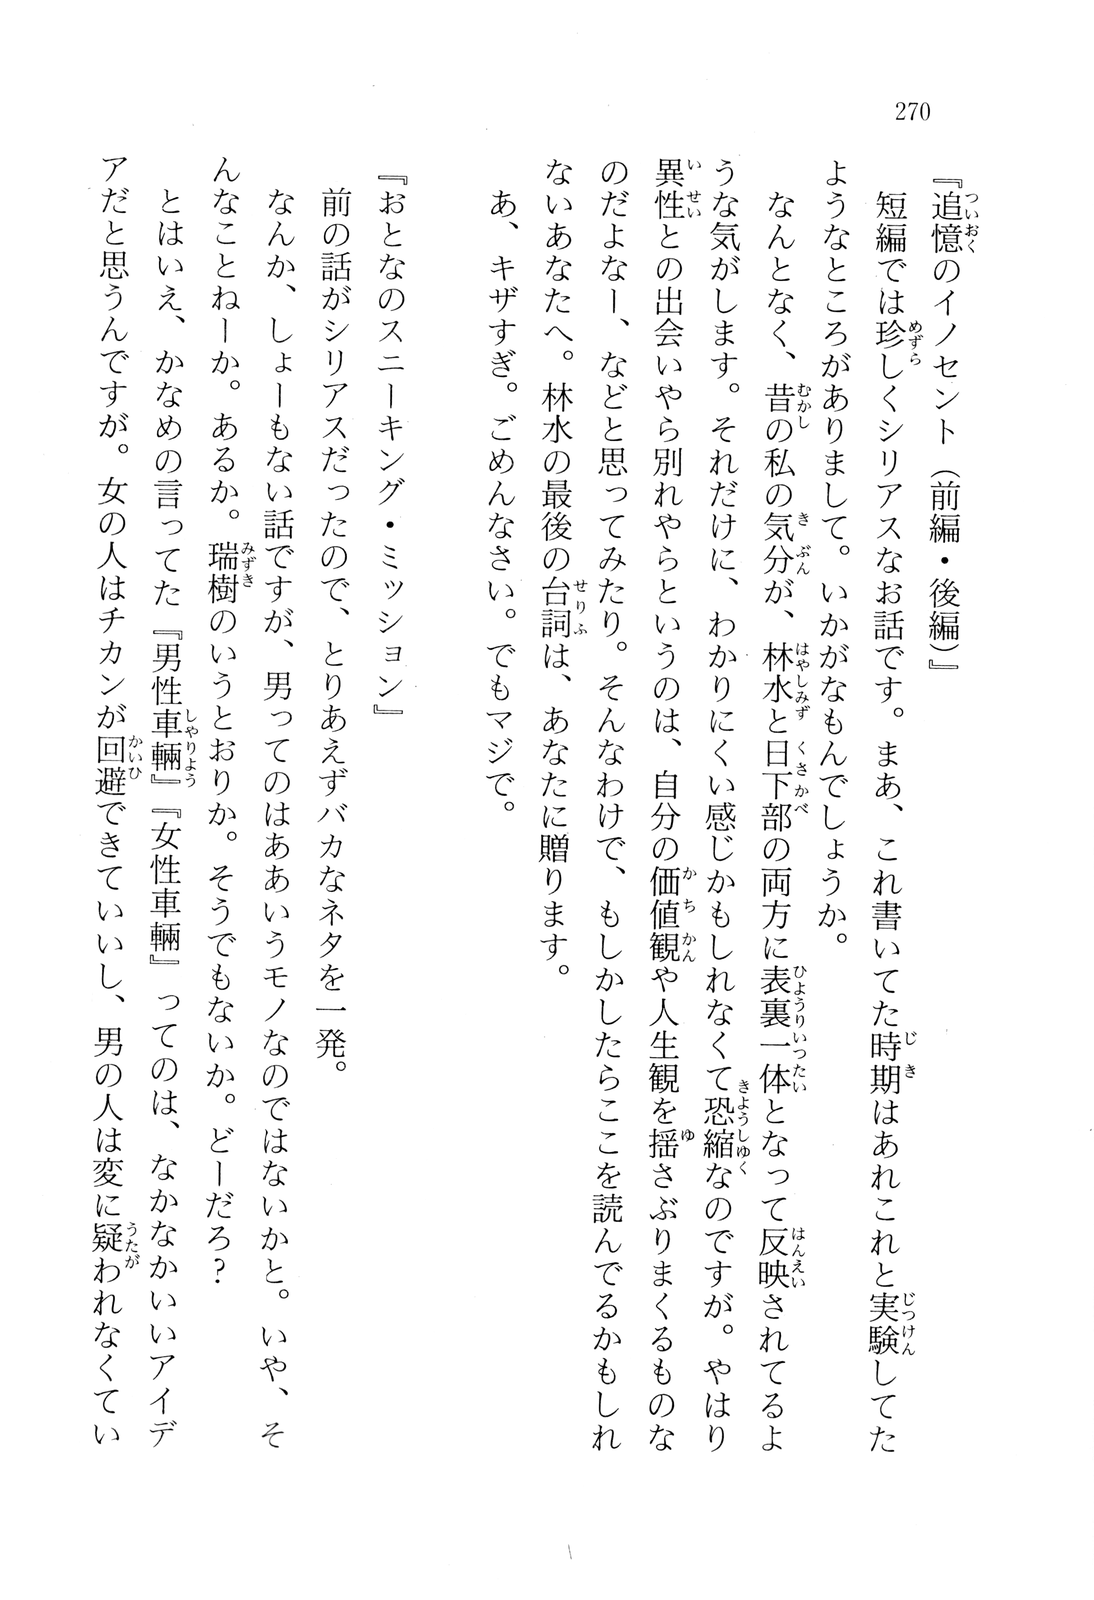 270
『追憶のイノセント（前編・後編）』
　短編では珍しくシリアスなお話です。まあ、これ書いてた時期はあれこれと実験してた
ようなところがありまして。いかがなもんでしょうか。
　なんとなく、昔の私の気分が、林水と日下部の両方に表裏一体となって反映されてるよ
うな気がします。それだけに、わかりにくい感じかもしれなくて恐縮なのですが。やはり
異性との出会いやら別れやらというのは、自分の価値観や人生観を揺さぶりまくるものな
のだよなー、などと思ってみたり。そんなわけで、もしかしたらここを読んでるかもしれ
ないあなたへ。林水の最後の台詞は、あなたに贈ります。
　あ、キザすぎ。ごめんなさい。でもマジで。
『おとなのスニーキング・ミッション』
　前の話がシリアスだったので、とりあえずバカなネタを一発。
　なんか、しょーもない話ですが、男ってのはああいうモノなのではないかと。いや、そ
んなことねーか。あるか。瑞樹のいうとおりか。そうでもないか。どーだろ？
　とはいえ、かなめの言ってた『男性車輛』『女性車輛』ってのは、なかなかいいアイデ
アだと思うんですが。女の人はチカンが回避できていいし、男の人は変に疑われなくてい